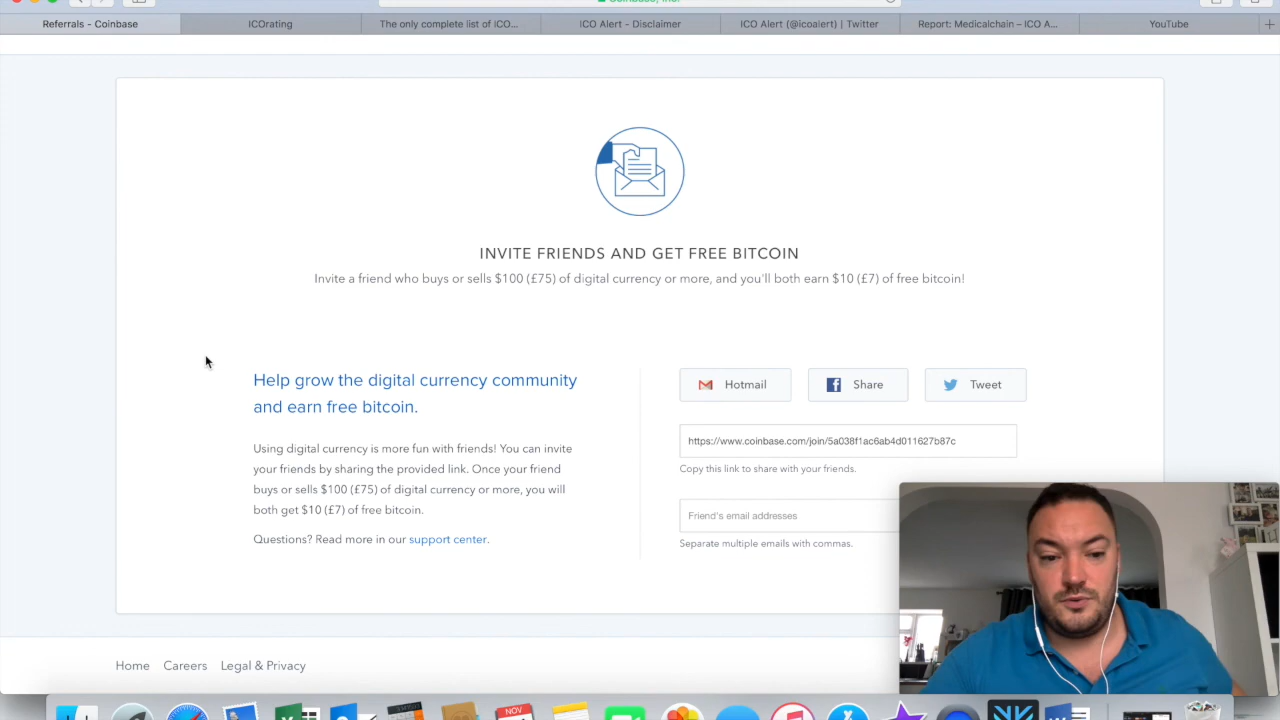 Referrals - Coinbase
ICOrating
The only complete list of ICO...
ICO Alert - Disclaimer
ICO Alert (@icoalert) | Twitter
Report: Medicalchain – ICO A...
YouTube
INVITE FRIENDS AND GET FREE BITCOIN
Invite a friend who buys or sells $100 (£75) of digital currency or more, and you'll both earn $10 (£7) of free bitcoin!
Help grow the digital currency community
and earn free bitcoin.
Using digital currency is more fun with friends! You can invite
your friends by sharing the provided link. Once your friend
buys or sells $100 (£75) of digital currency or more, you will
both get $10 (£7) of free bitcoin.
Questions? Read more in our support center.
Hotmail
Share
Tweet
https://www.coinbase.com/join/5a038f1ac6ab4d011627b87c
Copy this link to share with your friends.
Friend's email addresses
Separate multiple emails with commas.
Home
Careers
Legal & Privacy
NOV